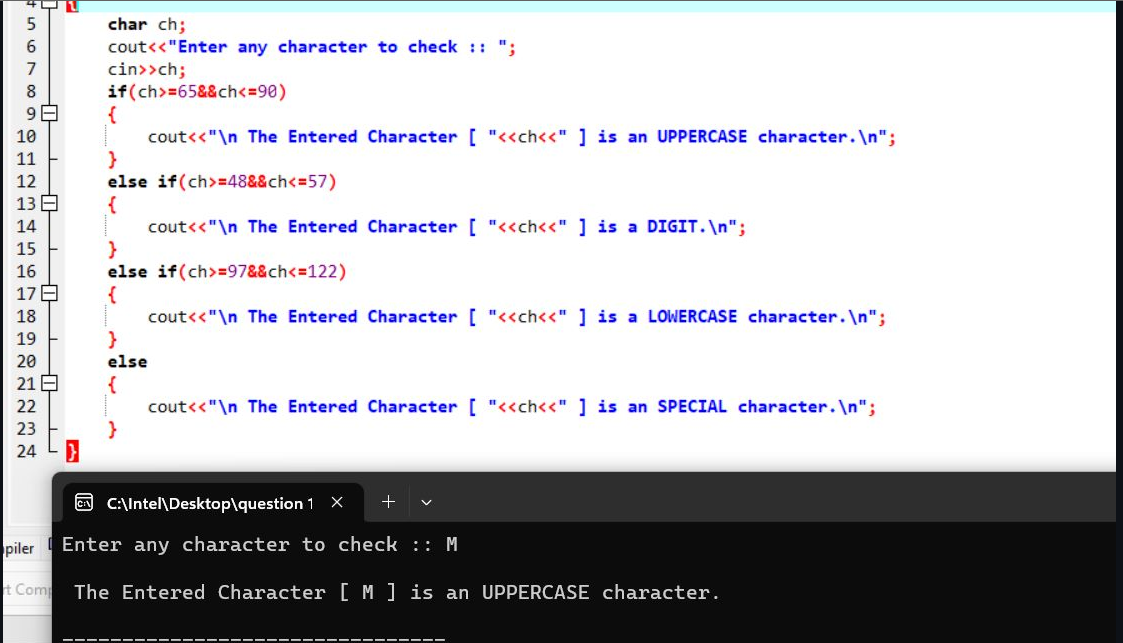 4 {
5 char ch;
6 cout<<"Enter any character to check :: ";
7 cin>>ch;
8 if(ch>=65&&ch<=90)
9 {
10 cout<<"\n The Entered Character [ "<<ch<<" ] is an UPPERCASE character.\n";
11 }
12 else if(ch>=48&&ch<=57)
13 {
14 cout<<"\n The Entered Character [ "<<ch<<" ] is a DIGIT.\n";
15 }
16 else if(ch>=97&&ch<=122)
17 {
18 cout<<"\n The Entered Character [ "<<ch<<" ] is a LOWERCASE character.\n";
19 }
20 else
21 {
22 cout<<"\n The Entered Character [ "<<ch<<" ] is an SPECIAL character.\n";
23 }
24 }
C:\Intel\Desktop\question 1
piler
Enter any character to check :: M
rt Comp
The Entered Character [ M ] is an UPPERCASE character.
--------------------------------